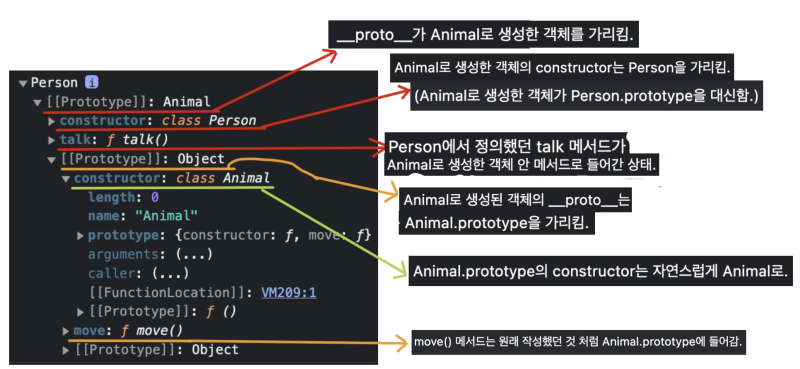 __proto__가 Animal로 생성한 객체를 가리킴.
Animal로 생성한 객체의 constructor는 Person을 가리킴.
(Animal로 생성한 객체가 Person.prototype을 대신함.)
Person에서 정의했던 talk 메서드가
Animal로 생성한 객체 안 메서드로 들어간 상태.
Animal로 생성된 객체의 __proto__는
Animal.prototype을 가리킴.
Animal.prototype의 constructor는 자연스럽게 Animal로.
move() 메서드는 원래 작성했던 것 처럼 Animal.prototype에 들어감.
▼Person i
▼[[Prototype]]: Animal
▶constructor: class Person
▶talk: ƒ talk()
▼[[Prototype]]: Object
▼constructor: class Animal
length: 0
name: "Animal"
▶prototype: {constructor: ƒ, move: ƒ}
arguments: (...)
caller: (...)
[[FunctionLocation]]: VM209:1
▶[[Prototype]]: ƒ ()
▶move: ƒ move()
▶[[Prototype]]: Object